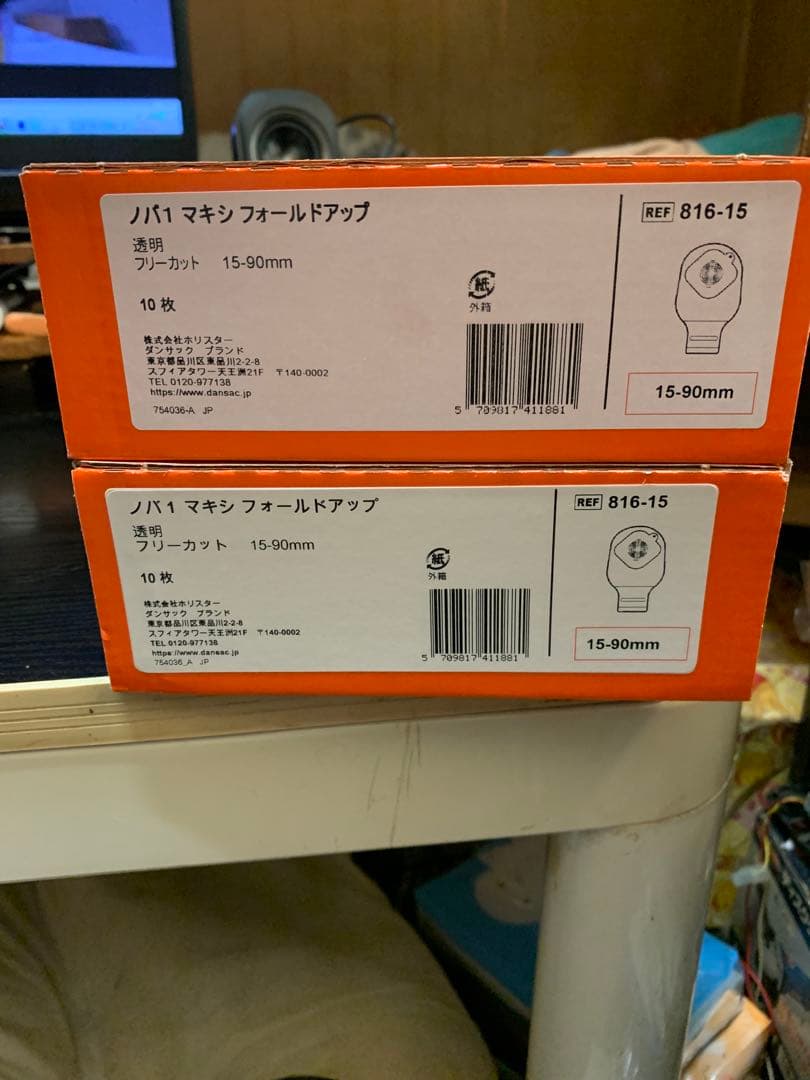 ノバ1 マキシ フォールドアップ
透明
フリーカット 15-90mm
10 枚
株式会社ホリスター
ダンサック ブランド
東京都品川区東品川2-2-8
スフィアタワー天王洲21F 〒140-0002
TEL 0120-977138
https://www.dansac.jp
754036-A JP
紙
外箱
5 709817 411881
REF 816-15
15-90mm
ノバ1 マキシ フォールドアップ
透明
フリーカット 15-90mm
10 枚
株式会社ホリスター
ダンサック ブランド
東京都品川区東品川2-2-8
スフィアタワー天王洲21F 〒140-0002
TEL 0120-977138
https://www.dansac.jp
754036_A JP
紙
外箱
5 709817 411881
REF 816-15
15-90mm